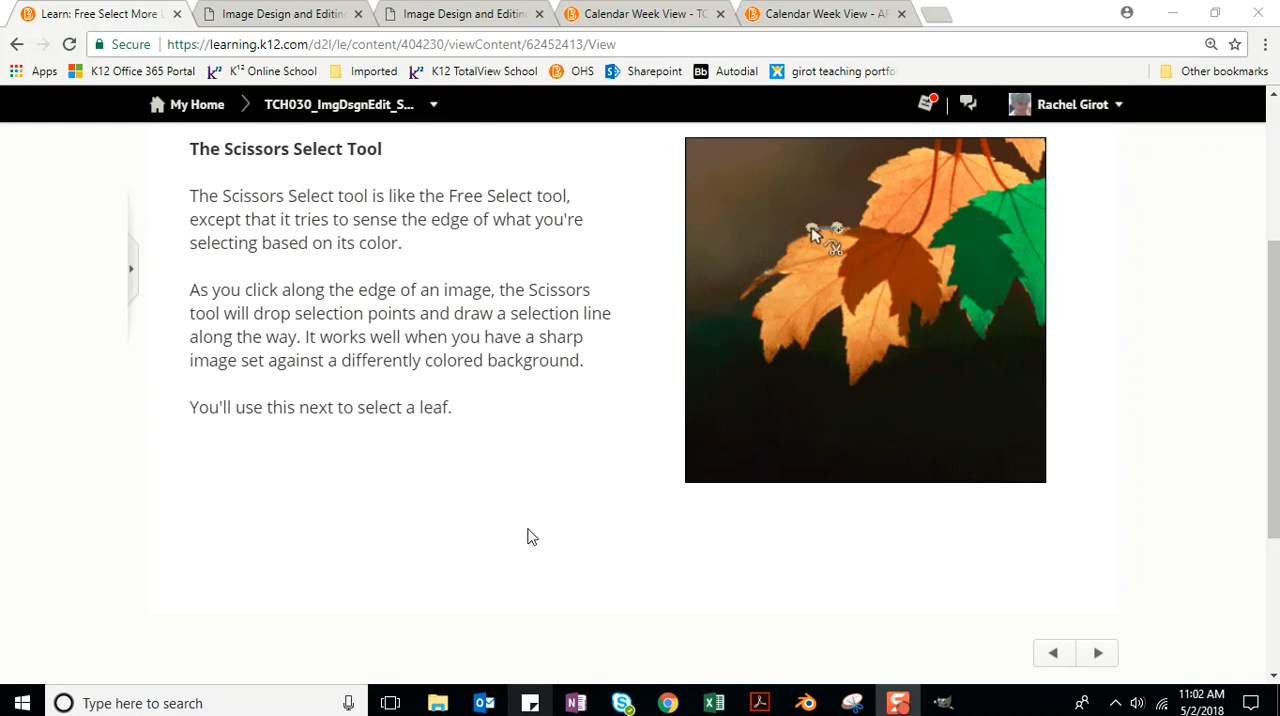 Learn: Free Select More L
Image Design and Editing
Image Design and Editing
Calendar Week View - TC
Calendar Week View - AF
Secure
https://learning.k12.com/d2l/le/content/404230/viewContent/62452413/View
Apps
K12 Office 365 Portal
K12 Online School
Imported
K12 TotalView School
OHS
Sharepoint
Bb
Autodial
girot teaching portfo
Other bookmarks
My Home
TCH030_ImgDsgnEdit_S...
Rachel Girot
The Scissors Select Tool
The Scissors Select tool is like the Free Select tool,
except that it tries to sense the edge of what you're
selecting based on its color.
As you click along the edge of an image, the Scissors
tool will drop selection points and draw a selection line
along the way. It works well when you have a sharp
image set against a differently colored background.
You'll use this next to select a leaf.
Type here to search
11:02 AM
5/2/2018